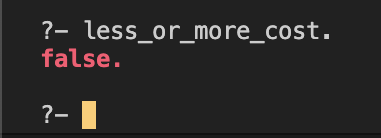 ?- less_or_more_cost.
false.
?-